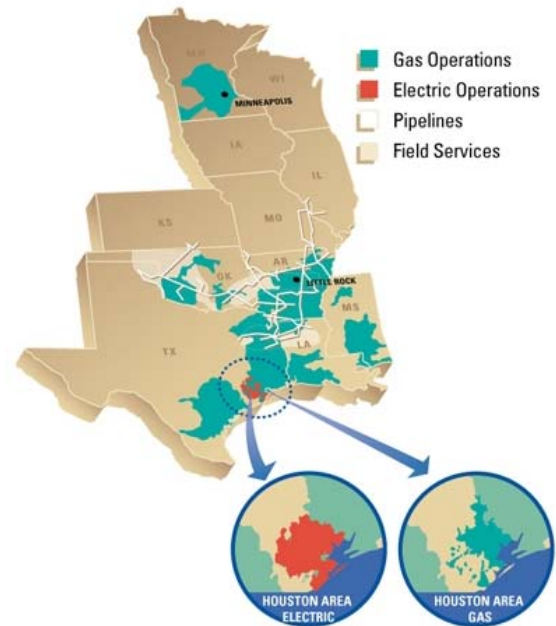 MN
WI
MINNEAPOLIS
IA
IL
KS
MO
OK
AR
LITTLE ROCK
MS
TX
LA
Gas Operations
Electric Operations
Pipelines
Field Services
HOUSTON AREA
ELECTRIC
HOUSTON AREA
GAS